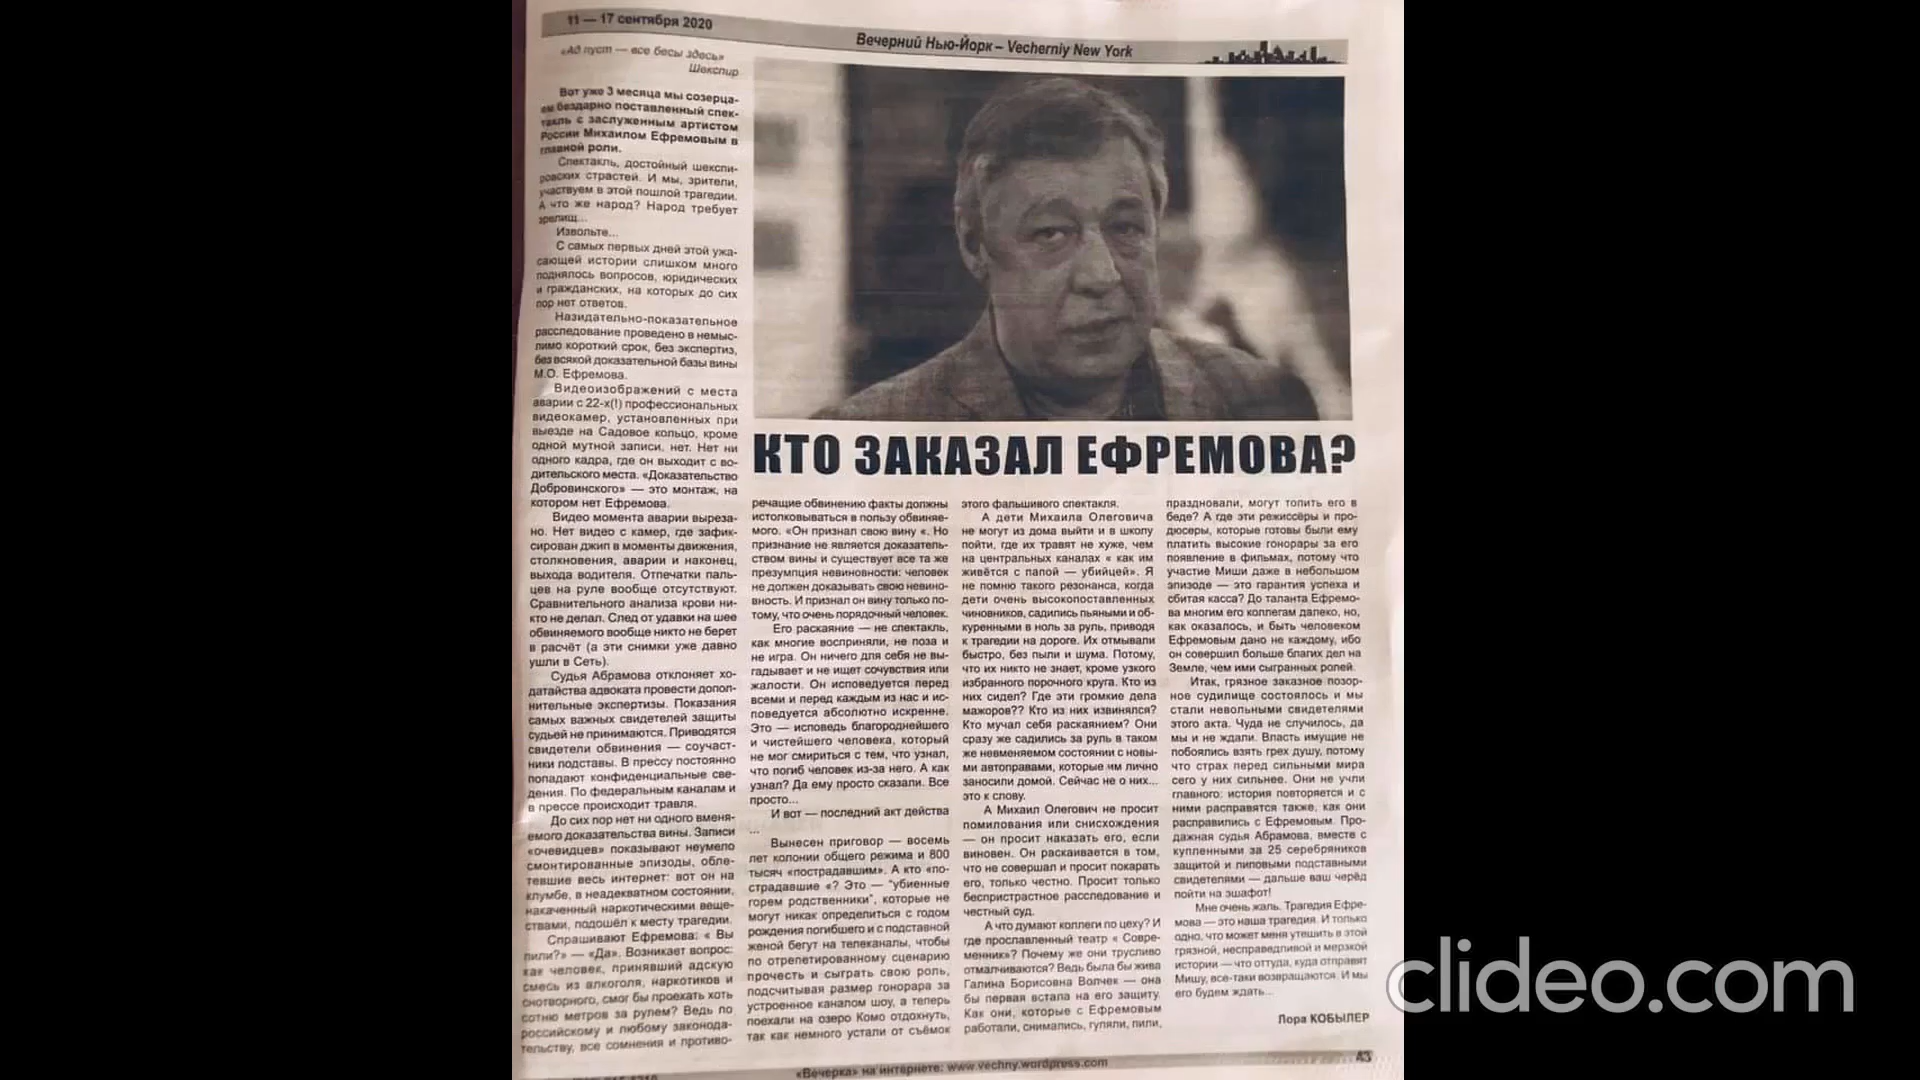 11 — 17 сентября 2020
Вечерний Нью-Йорк – Vecherniy New York
«Ад пуст — все бесы здесь»
Шекспир
Вот уже 3 месяца мы созерца-
ем бездарно поставленный спек-
такль с заслуженным артистом
России Михаилом Ефремовым в
главной роли.
Спектакль, достойный шекспи-
ровских страстей. И мы, зрители,
участвуем в этой пошлой трагедии.
А что же народ? Народ требует
зрелищ...
Извольте...
С самых первых дней этой ужа-
сающей истории слишком много
поднялось вопросов, юридических
и гражданских, на которых до сих
пор нет ответов.
Назидательно-показательное
расследование проведено в немыс-
лимо короткий срок, без экспертиз,
без всякой доказательной базы вины
М.О. Ефремова.
Видеоизображений с места
аварии с 22-х(!) профессиональных
видеокамер, установленных при
выезде на Садовое кольцо, кроме
одной мутной записи, нет. Нет ни
одного кадра, где он выходит с во-
дительского места. «Доказательство
Добровинского» — это монтаж, на
котором нет Ефремова.
Видео момента аварии выреза-
но. Нет видео с камер, где зафик-
сирован джип в моменты движения,
столкновения, аварии и наконец,
выхода водителя. Отпечатки паль-
цев на руле вообще отсутствуют.
Сравнительного анализа крови ни-
кто не делал. След от удавки на шее
обвиняемого вообще никто не берет
в расчёт (а эти снимки уже давно
ушли в Сеть).
Судья Абрамова отклоняет хо-
датайства адвоката провести допол-
нительные экспертизы. Показания
самых важных свидетелей защиты
судьей не принимаются. Приводятся
свидетели обвинения — соучаст-
ники подставы. В прессу постоянно
попадают конфиденциальные све-
дения. По федеральным каналам и
в прессе происходит травля.
До сих пор нет ни одного вменя-
емого доказательства вины. Записи
«очевидцев» показывают неумело
смонтированные эпизоды, обле-
тевшие весь интернет: вот он на
клумбе, в неадекватном состоянии,
накаченный наркотическими веще-
ствами, подошёл к месту трагедии.
Спрашивают Ефремова: « Вы
пили?» — «Да». Возникает вопрос:
как человек, принявший адскую
смесь из алкоголя, наркотиков и
снотворного, смог бы проехать хоть
сотню метров за рулем? Ведь по
российскому и любому законода-
тельству, все сомнения и противо-
КТО ЗАКАЗАЛ ЕФРЕМОВА?
речащие обвинению факты должны
истолковываться в пользу обвиняе-
мого. «Он признал свою вину «. Но
признание не является доказатель-
ством вины и существует все та же
презумпция невиновности: человек
не должен доказывать свою невино-
вность. И признал он вину только по-
тому, что очень порядочный человек.
Его раскаяние — не спектакль,
как многие восприняли, не поза и
не игра. Он ничего для себя не вы-
гадывает и не ищет сочувствия или
жалости. Он исповедуется перед
всеми и перед каждым из нас и ис-
поведуется абсолютно искренне.
Это — исповедь благороднейшего
и чистейшего человека, который
не мог смириться с тем, что узнал,
что погиб человек из-за него. А как
узнал? Да ему просто сказали. Все
просто...
И вот — последний акт действа
...
Вынесен приговор — восемь
лет колонии общего режима и 800
тысяч «пострадавшим». А кто «по-
страдавшие «? Это — "убиенные
горем родственники", которые не
могут никак определиться с годом
рождения погибшего и с подставной
женой бегут на телеканалы, чтобы
по отрепетированному сценарию
прочесть и сыграть свою роль,
подсчитывая размер гонорара за
устроенное каналом шоу, а теперь
поехали на озеро Комо отдохнуть,
так как немного устали от съёмок
этого фальшивого спектакля.
А дети Михаила Олеговича
не могут из дома выйти и в школу
пойти, где их травят не хуже, чем
на центральных каналах « как им
живётся с папой — убийцей». Я
не помню такого резонанса, когда
дети очень высокопоставленных
чиновников, садились пьяными и об-
куренными в ноль за руль, приводя
к трагедии на дороге. Их отмывали
быстро, без пыли и шума. Потому,
что их никто не знает, кроме узкого
избранного порочного круга. Кто из
них сидел? Где эти громкие дела
мажоров?? Кто из них извинялся?
Кто мучал себя раскаянием? Они
сразу же садились за руль в таком
же невменяемом состоянии с новы-
ми автоправами, которые им лично
заносили домой. Сейчас не о них...
это к слову.
А Михаил Олегович не просит
помилования или снисхождения
— он просит наказать его, если
виновен. Он раскаивается в том,
что не совершал и просит покарать
его, только честно. Просит только
беспристрастное расследование и
честный суд.
А что думают коллеги по цеху? И
где прославленный театр « Совре-
менник»? Почему же они трусливо
отмалчиваются? Ведь была бы жива
Галина Борисовна Волчек — она
бы первая встала на его защиту.
Как они, которые с Ефремовым
работали, снимались, гуляли, пили,
праздновали, могут топить его в
беде? А где эти режиссёры и про-
дюсеры, которые готовы были ему
платить высокие гонорары за его
появление в фильмах, потому что
участие Миши даже в небольшом
эпизоде — это гарантия успеха и
сбитая касса? До таланта Ефремо-
ва многим его коллегам далеко, но,
как оказалось, и быть человеком
Ефремовым дано не каждому, ибо
он совершил больше благих дел на
Земле, чем ими сыгранных ролей.
Итак, грязное заказное позор-
ное судилище состоялось и мы
стали невольными свидетелями
этого акта. Чуда не случилось, да
мы и не ждали. Власть имущие не
побоялись взять грех душу, потому
что страх перед сильными мира
сего у них сильнее. Они не учли
главного: история повторяется и с
ними расправятся также, как они
расправились с Ефремовым. Про-
дажная судья Абрамова, вместе с
купленными за 25 серебряников
защитой и липовыми подставными
свидетелями — дальше ваш черёд
пойти на эшафот!
Мне очень жаль. Трагедия Ефре-
мова — это наша трагедия. И только
одно, что может меня утешить в этой
грязной, несправедливой и мерзкой
истории — что оттуда, куда отправят
Мишу, все-таки возвращаются. И мы
его будем ждать...
Лора КОБЫЛЕР
43
«Вечерка» на интернете: www.vechny.wordpress.com
clideo.com